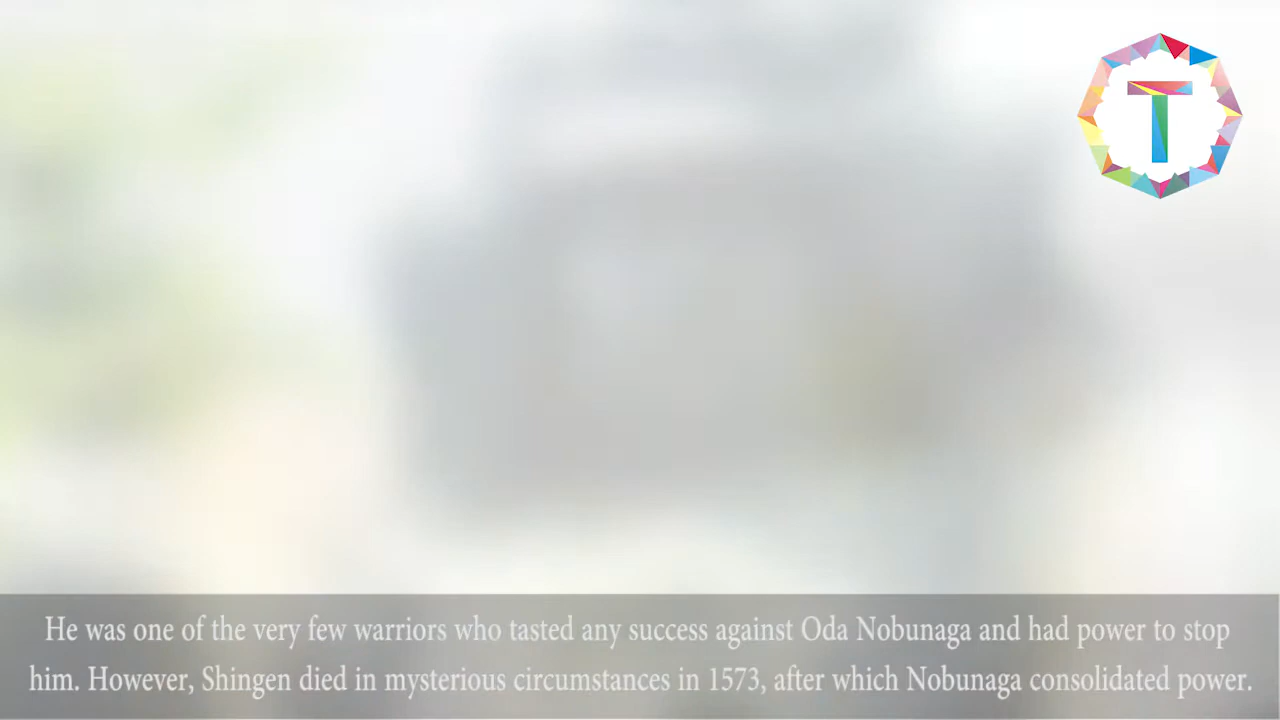 T
He was one of the very few warriors who tasted any success against Oda Nobunaga and had power to stop
him. However, Shingen died in mysterious circumstances in 1573, after which Nobunaga consolidated power.